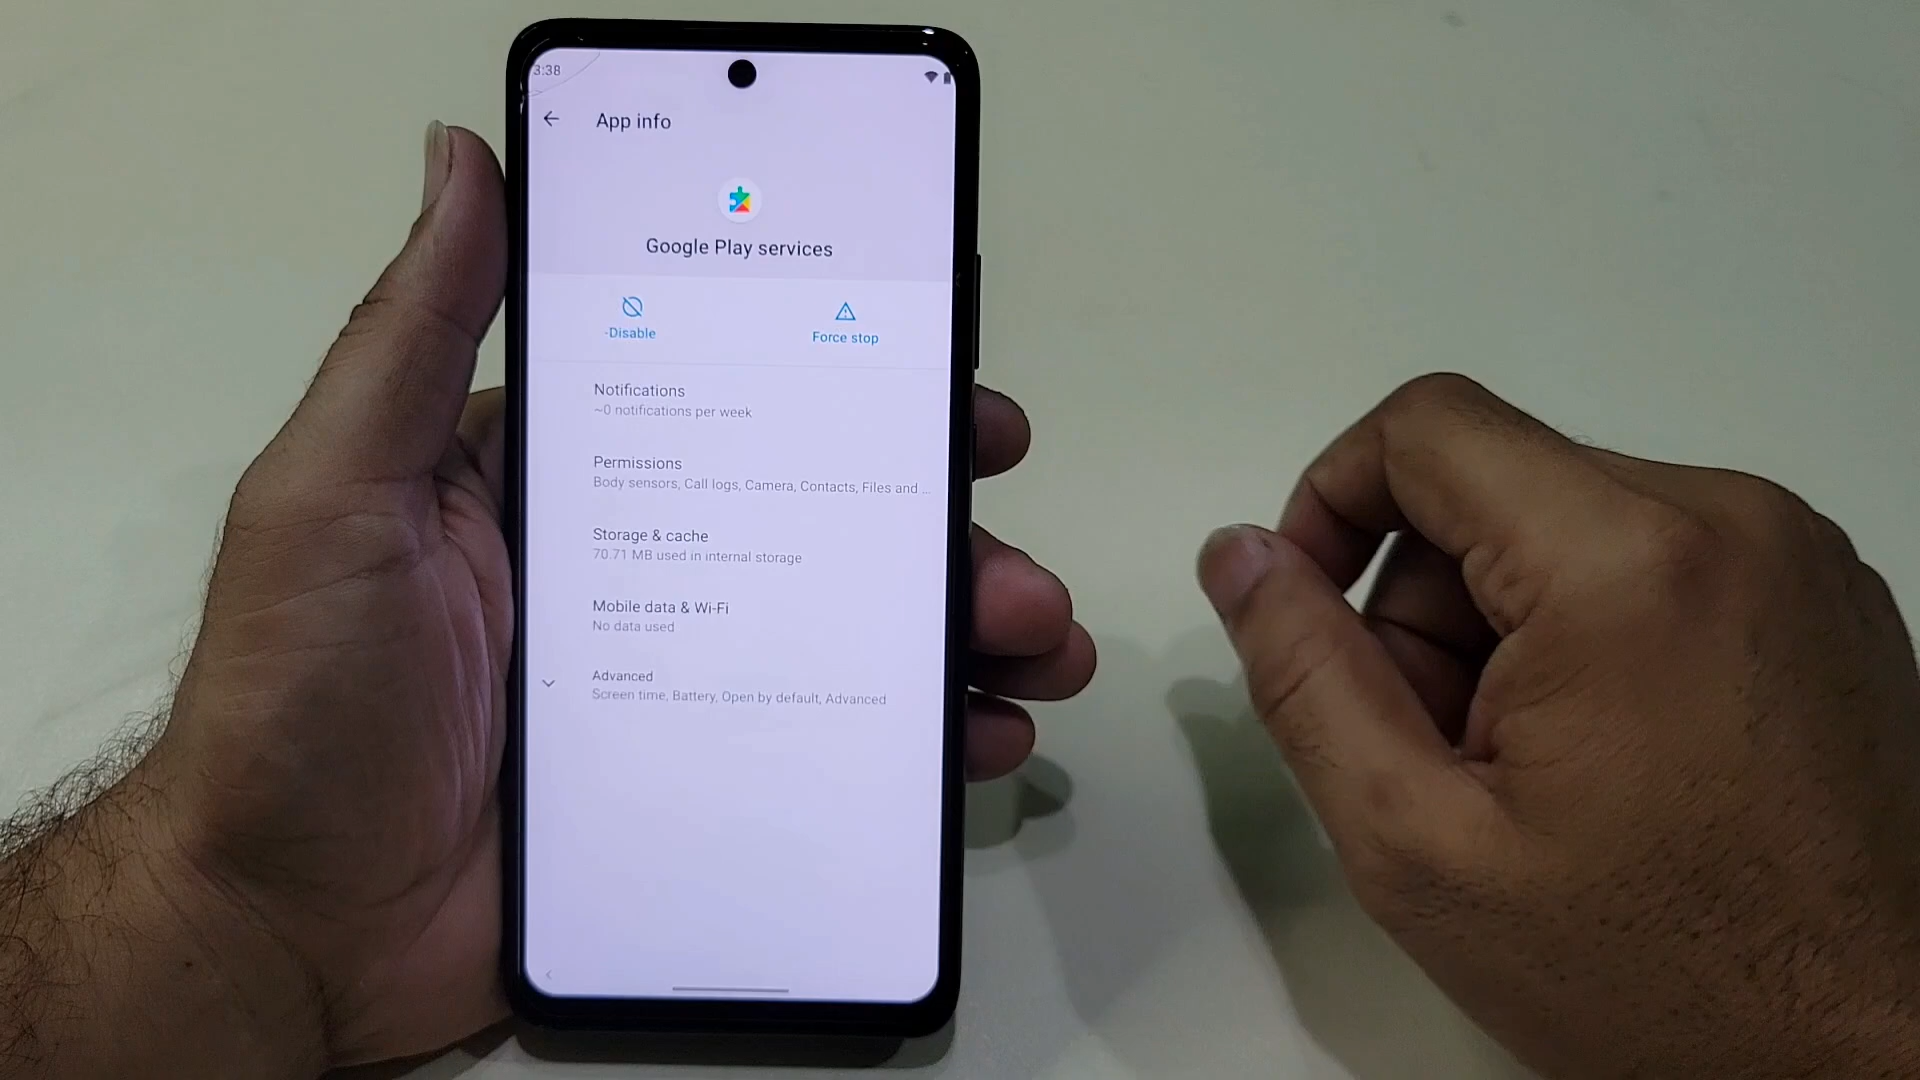 3:38
App info
Google Play services
Disable
Force stop
Notifications
~0 notifications per week
Permissions
Body sensors, Call logs, Camera, Contacts, Files and ...
Storage & cache
70.71 MB used in internal storage
Mobile data & Wi-Fi
No data used
Advanced
Screen time, Battery, Open by default, Advanced